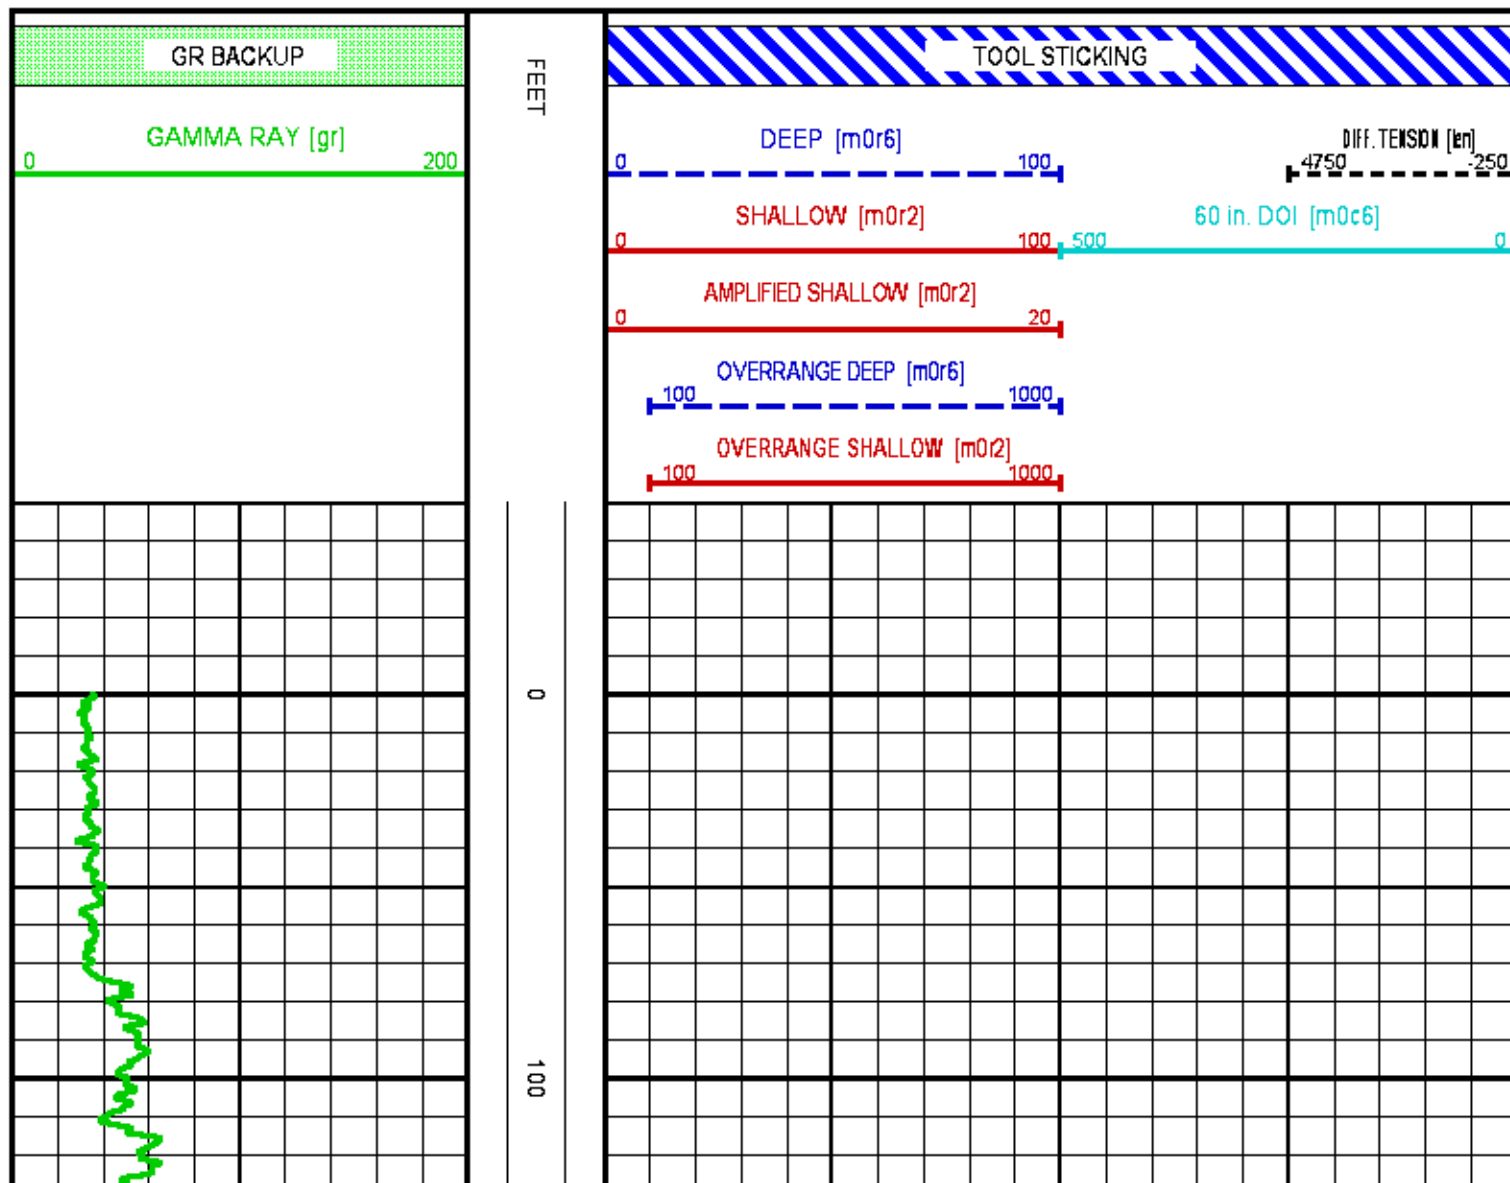 GR BACKUP
FEET
TOOL STICKING
GAMMA RAY [gr]
0 200
DEEP [m0r6]
0 100
DIFF. TENSION [ten]
4750 -250
SHALLOW [m0r2]
0 100
60 in. DOI [m0c6]
500 0
AMPLIFIED SHALLOW [m0r2]
0 20
OVERRANGE DEEP [m0r6]
100 1000
OVERRANGE SHALLOW [m0r2]
100 1000
0
100